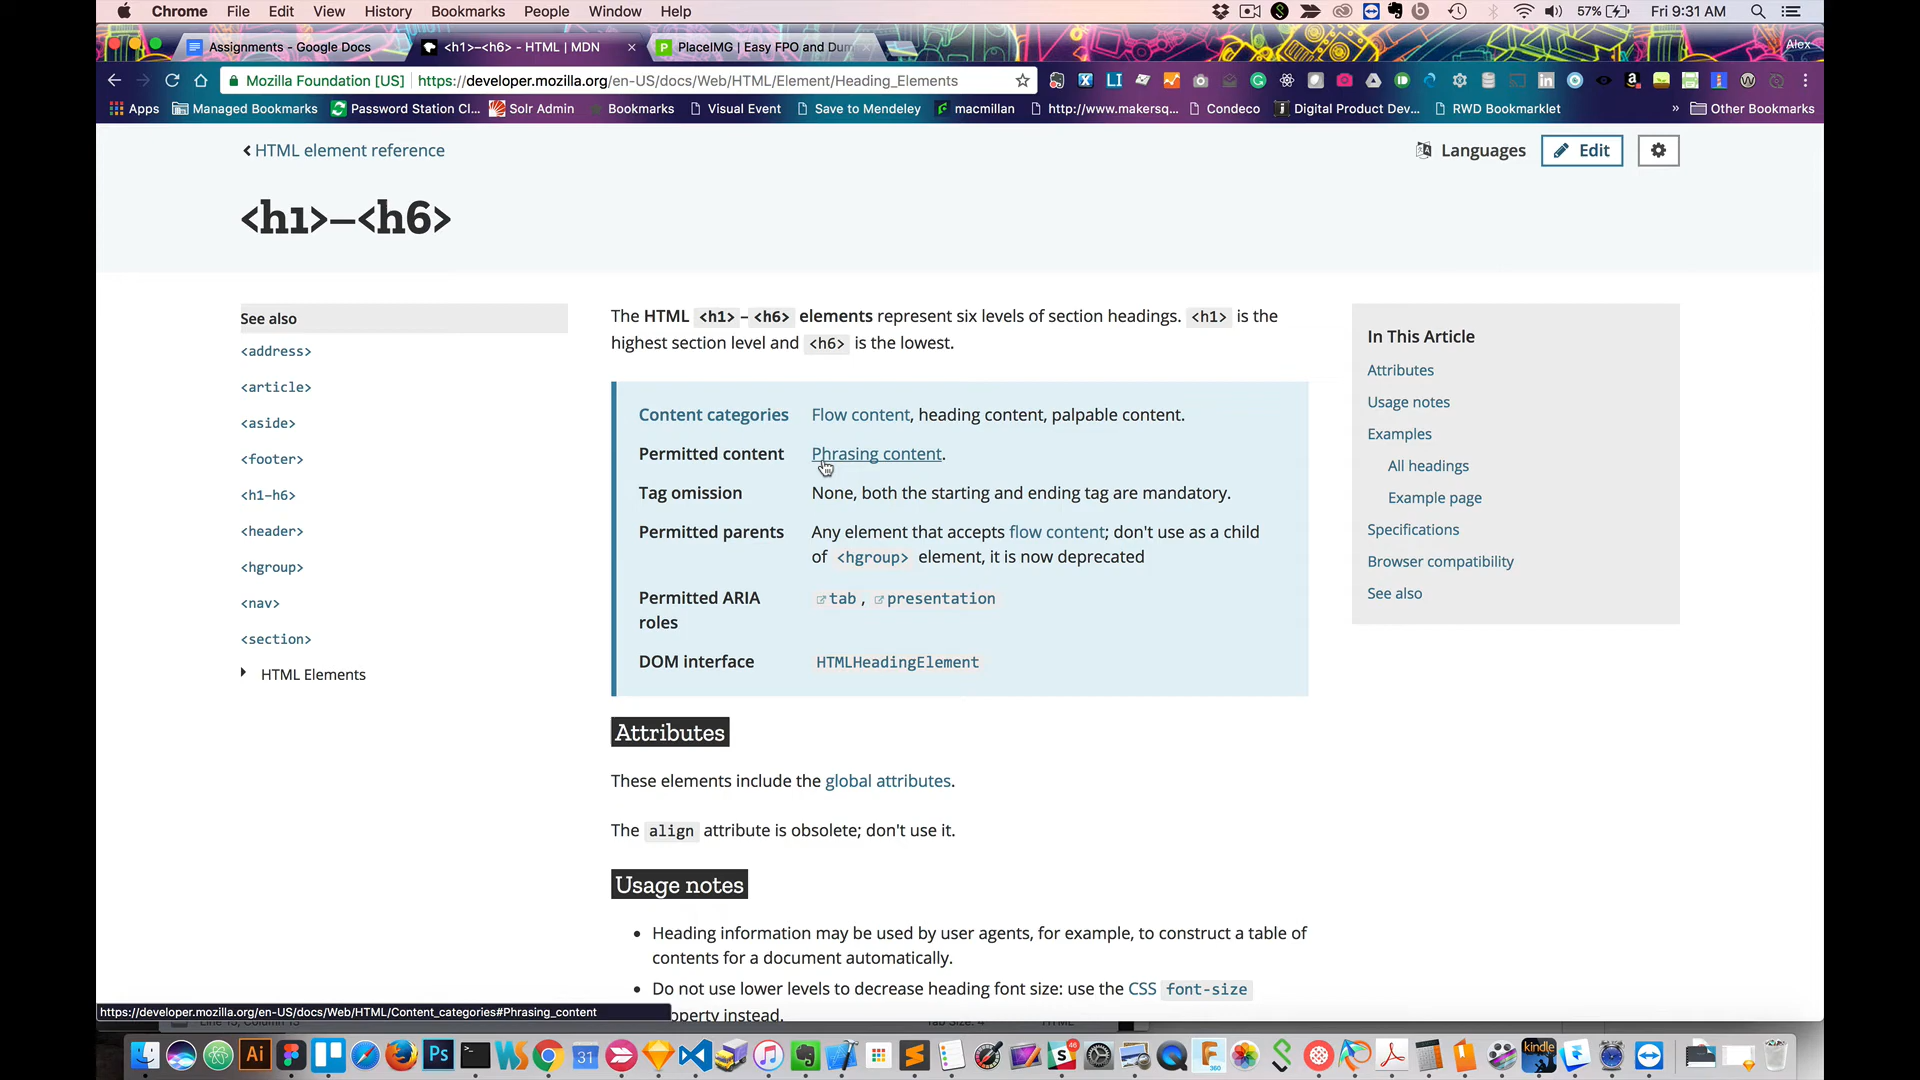 Chrome File Edit View History Bookmarks People Window Help 57% Fri 9:31 AM
Assignments - Google Docs <h1>–<h6> - HTML | MDN PlaceIMG | Easy FPO and Dum Alex
Mozilla Foundation [US] https://developer.mozilla.org/en-US/docs/Web/HTML/Element/Heading_Elements
Apps Managed Bookmarks Password Station Cl... Solr Admin Bookmarks Visual Event Save to Mendeley macmillan http://www.makersq... Condeco Digital Product Dev... RWD Bookmarklet » Other Bookmarks
HTML element reference
Languages Edit
<h1>–<h6>
See also
<address>
<article>
<aside>
<footer>
<h1-h6>
<header>
<hgroup>
<nav>
<section>
HTML Elements
The HTML <h1>–<h6> elements represent six levels of section headings. <h1> is the
highest section level and <h6> is the lowest.
Content categories Flow content, heading content, palpable content.
Permitted content Phrasing content.
Tag omission None, both the starting and ending tag are mandatory.
Permitted parents Any element that accepts flow content; don't use as a child
of <hgroup> element, it is now deprecated
Permitted ARIA roles tab, presentation
DOM interface HTMLHeadingElement
Attributes
These elements include the global attributes.
The align attribute is obsolete; don't use it.
Usage notes
• Heading information may be used by user agents, for example, to construct a table of
contents for a document automatically.
• Do not use lower levels to decrease heading font size: use the CSS font-size
property instead.
In This Article
Attributes
Usage notes
Examples
All headings
Example page
Specifications
Browser compatibility
See also
https://developer.mozilla.org/en-US/docs/Web/HTML/Content_categories#Phrasing_content